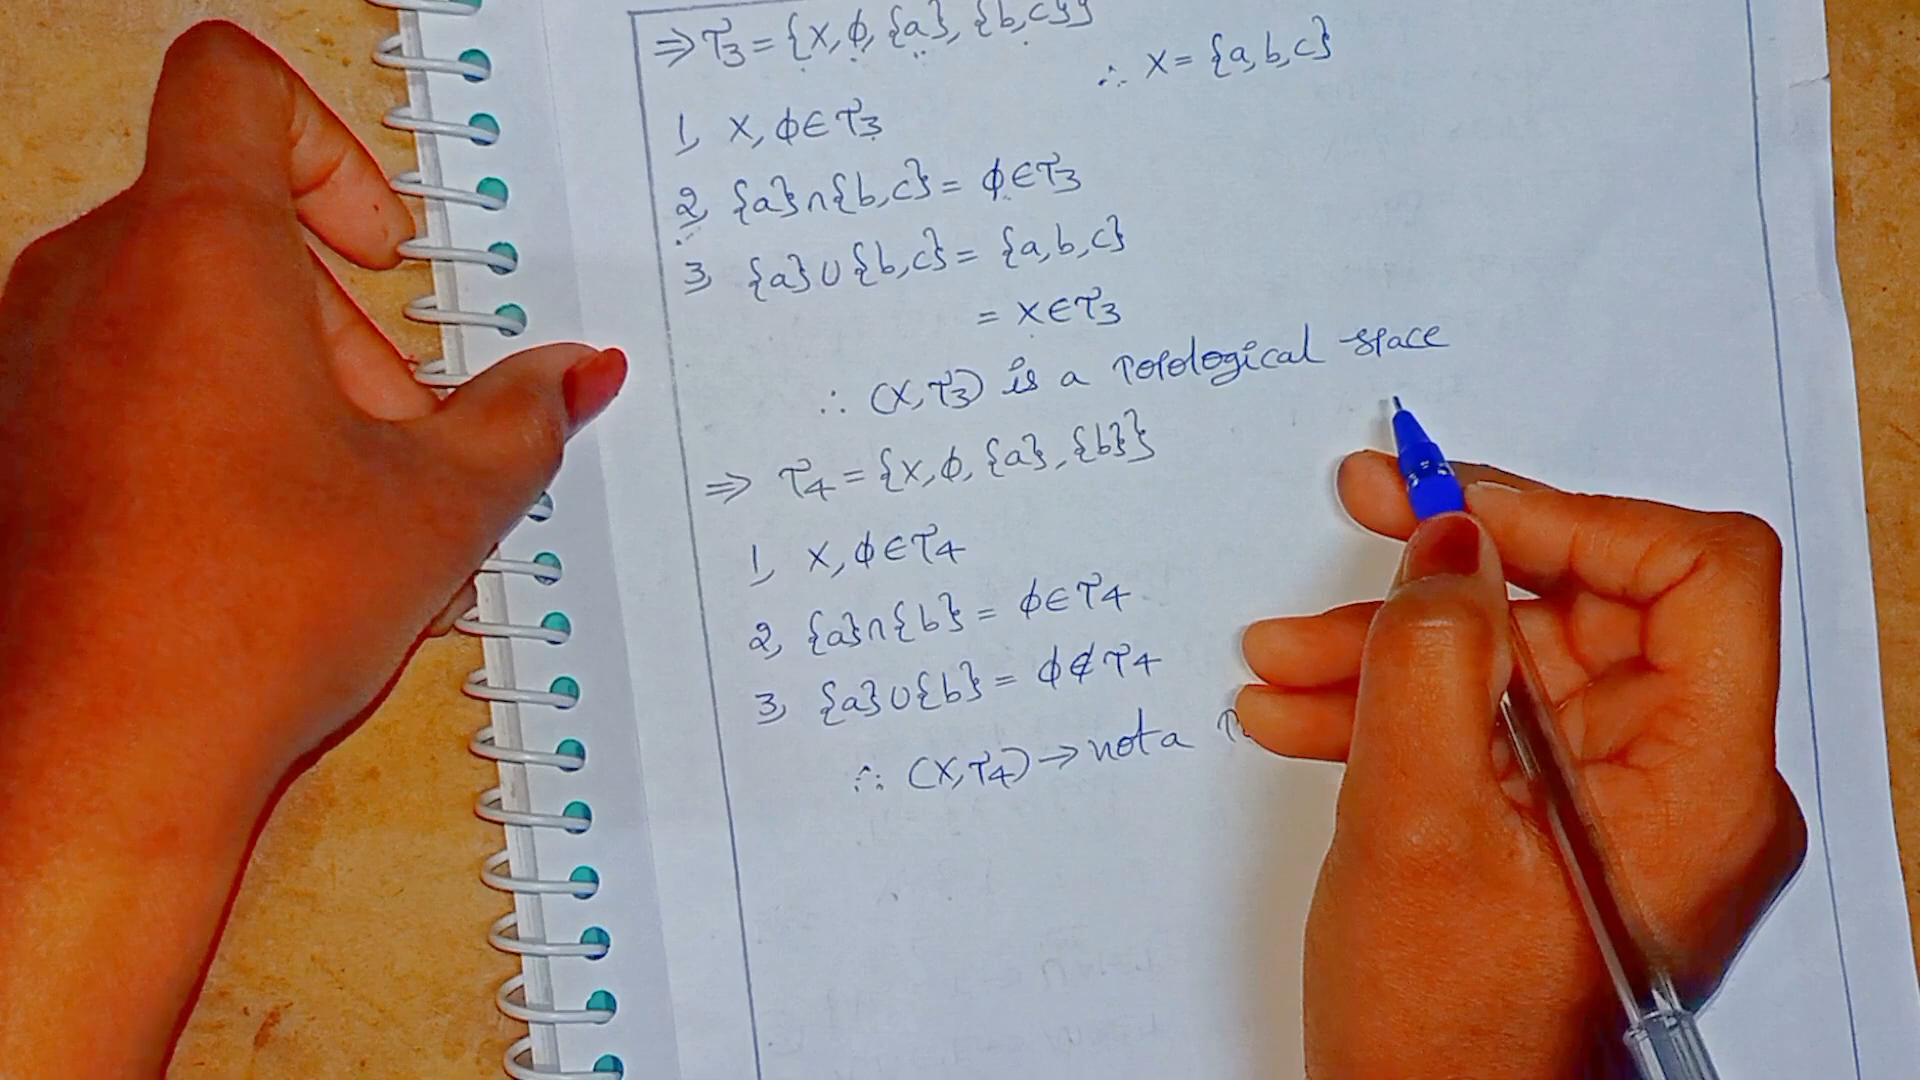 ⇒ τ3 = {X, ϕ, {a}, {b,c}}
∴ X = {a, b, c}
1, X, ϕ ∈ τ3
2, {a} ∩ {b, c} = ϕ ∈ τ3
3, {a} ∪ {b, c} = {a, b, c}
= X ∈ τ3
∴ (X, τ3) is a Topological space
⇒ τ4 = {X, ϕ, {a}, {b}}
1, X, ϕ ∈ τ4
2, {a} ∩ {b} = ϕ ∈ τ4
3, {a} ∪ {b} = ϕ ∉ τ4
∴ (X, τ4) → not a